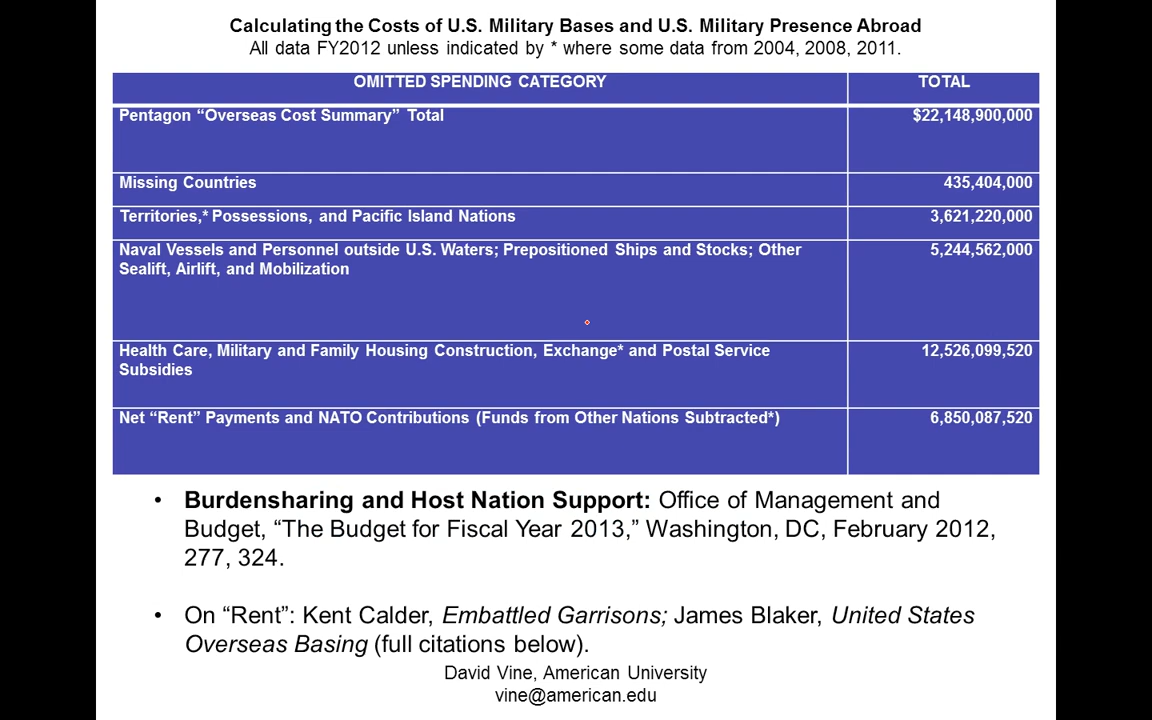 Calculating the Costs of U.S. Military Bases and U.S. Military Presence Abroad
All data FY2012 unless indicated by * where some data from 2004, 2008, 2011.
OMITTED SPENDING CATEGORY TOTAL
Pentagon “Overseas Cost Summary” Total $22,148,900,000
Missing Countries 435,404,000
Territories,* Possessions, and Pacific Island Nations 3,621,220,000
Naval Vessels and Personnel outside U.S. Waters; Prepositioned Ships and Stocks; Other 5,244,562,000
Sealift, Airlift, and Mobilization
Health Care, Military and Family Housing Construction, Exchange* and Postal Service 12,526,099,520
Subsidies
Net “Rent” Payments and NATO Contributions (Funds from Other Nations Subtracted*) 6,850,087,520
• Burdensharing and Host Nation Support: Office of Management and
Budget, “The Budget for Fiscal Year 2013,” Washington, DC, February 2012,
277, 324.
• On “Rent”: Kent Calder, Embattled Garrisons; James Blaker, United States
Overseas Basing (full citations below).
David Vine, American University
vine@american.edu